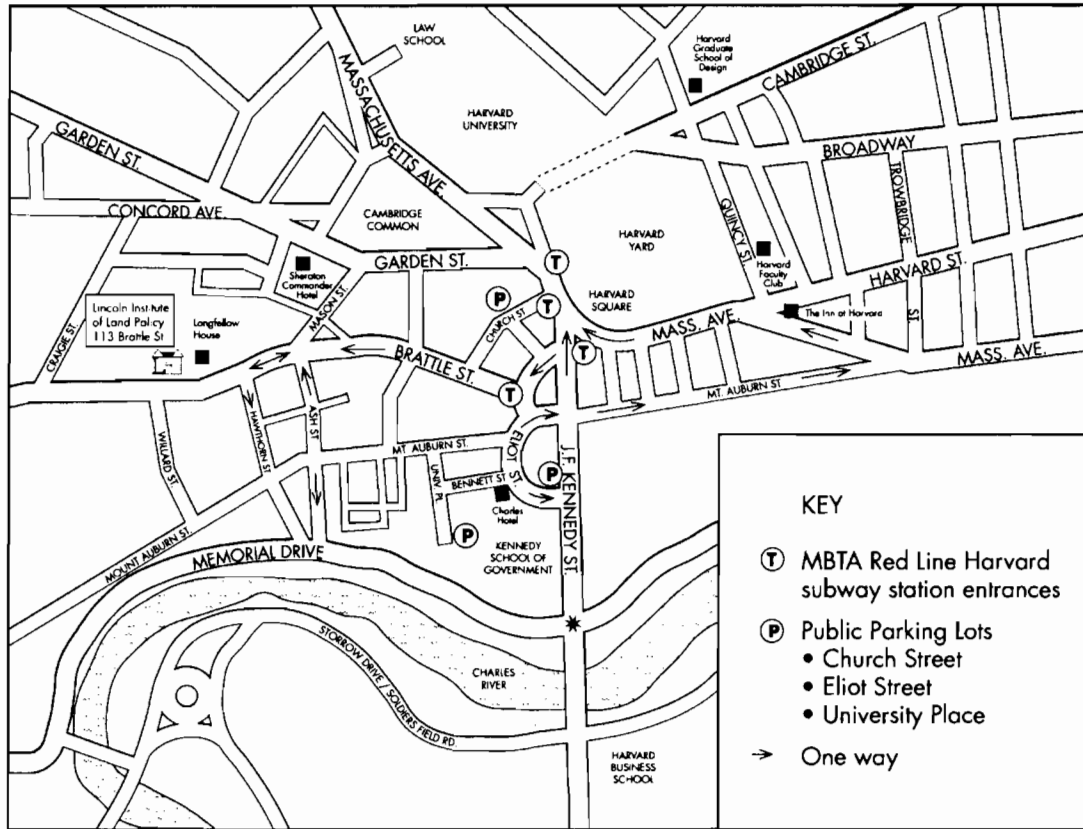 LAW
SCHOOL
Harvard
Graduate
School of
Design
CAMBRIDGE ST.
MASSACHUSETTS AVE.
HARVARD
UNIVERSITY
GARDEN ST.
BROADWAY
TROWBRIDGE
ST
CONCORD AVE.
CAMBRIDGE
COMMON
HARVARD
YARD
QUINCY ST.
Harvard
Faculty
Club
HARVARD ST.
GARDEN ST.
T
Sheraton
Commander
Hotel
MASON ST.
P
CHURCH ST
T
HARVARD
SQUARE
The Inn at Harvard
MASS. AVE.
MASS. AVE.
Lincoln Institute
of Land Policy
113 Brattle St
Longfellow
House
CRAIGIE ST.
BRATTLE ST.
T
T
MT. AUBURN ST
WILLARD ST.
HAWTHORN ST.
ASH ST.
MT AUBURN ST.
ELIOT ST.
UNIV. PL.
BENNETT ST
P
J.F. KENNEDY ST.
Charles
Hotel
P
KENNEDY
SCHOOL OF
GOVERNMENT
MOUNT AUBURN ST.
MEMORIAL DRIVE
STORROW DRIVE / SOLDIERS FIELD RD.
CHARLES
RIVER
HARVARD
BUSINESS
SCHOOL
KEY
T MBTA Red Line Harvard
subway station entrances
P Public Parking Lots
• Church Street
• Eliot Street
• University Place
→ One way